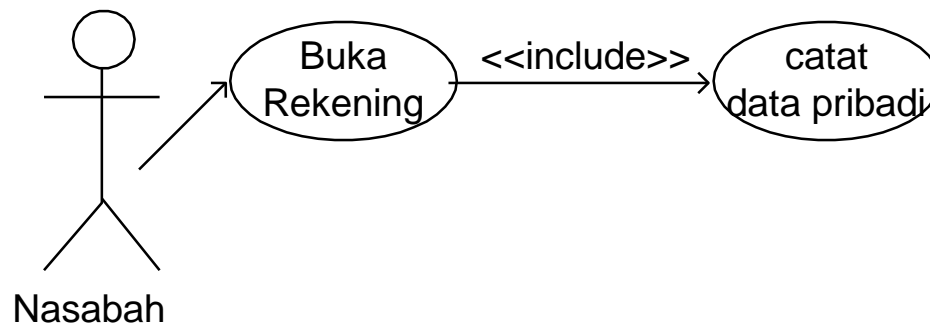 Buka
Rekening
<<include>>
catat
data pribadi
Nasabah